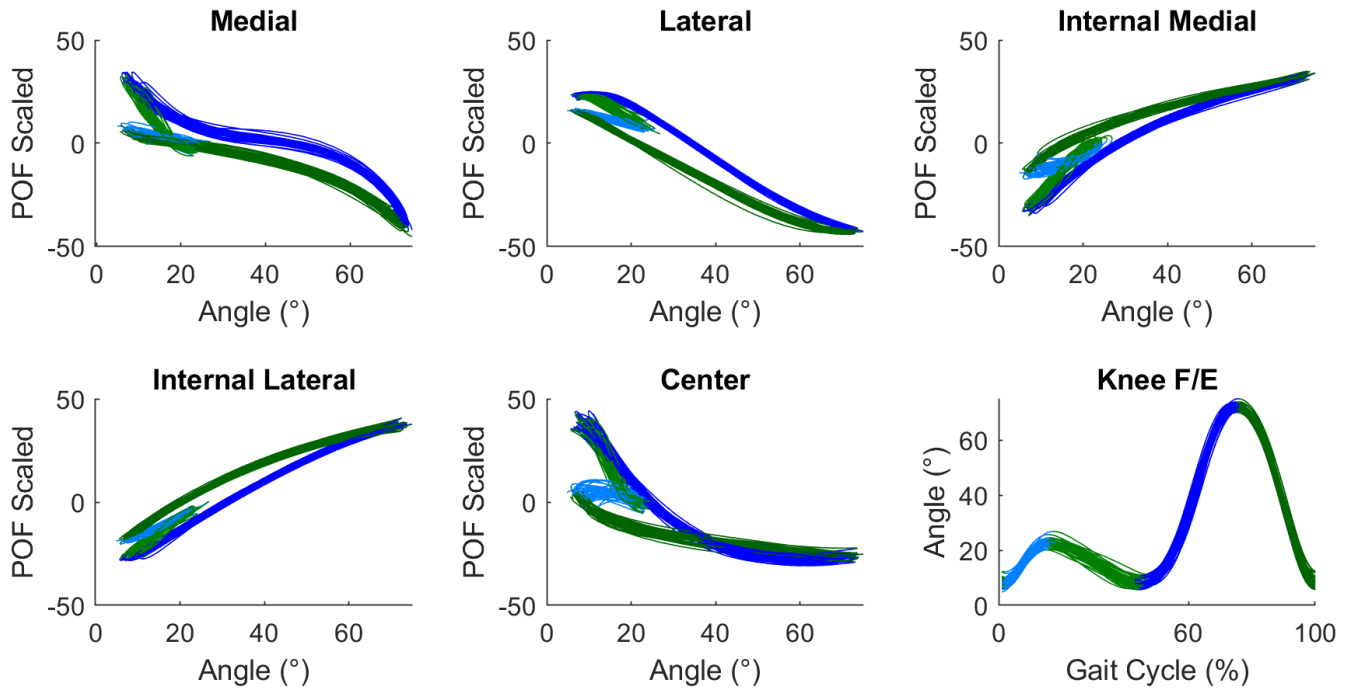 Medial
50
0
-50
POF Scaled
0 20 40 60
Angle (°)
Lateral
50
0
-50
POF Scaled
0 20 40 60
Angle (°)
Internal Medial
50
0
-50
POF Scaled
0 20 40 60
Angle (°)
Internal Lateral
50
0
-50
POF Scaled
0 20 40 60
Angle (°)
Center
50
0
-50
POF Scaled
0 20 40 60
Angle (°)
Knee F/E
60
40
20
0
Angle (°)
0 60 100
Gait Cycle (%)